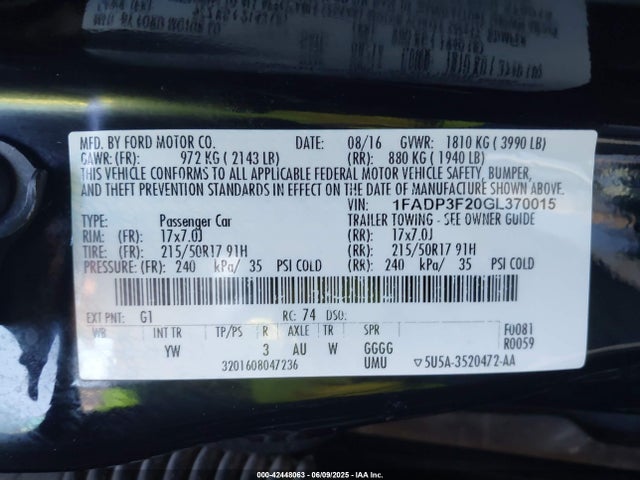 MFD. BY FORD MOTOR CO. DATE: 08/16 GVWR: 1810 KG ( 3990 LB)
GAWR: (FR): 972 KG ( 2143 LB) (RR): 880 KG ( 1940 LB)
THIS VEHICLE CONFORMS TO ALL APPLICABLE FEDERAL MOTOR VEHICLE SAFETY, BUMPER,
AND THEFT PREVENTION STANDARDS IN EFFECT ON THE DATE OF MANUFACTURE SHOWN ABOVE.
VIN: 1FADP3F20GL370015
TYPE: Passenger Car TRAILER TOWING - SEE OWNER GUIDE
RIM: (FR): 17x7.0J (RR): 17x7.0J
TIRE: (FR): 215/50R17 91H (RR): 215/50R17 91H
PRESSURE: (FR): 240 kPa/ 35 PSI COLD (RR): 240 kPa/ 35 PSI COLD
EXT PNT: G1 RC: 74 DSO: F0081
WB INT TR TP/PS R AXLE TR SPR R0059
YW 3 AU W GGGG
3201608047236 UMU ▽5U5A-3520472-AA
000-42448063 - 06/09/2025 - IAA Inc.